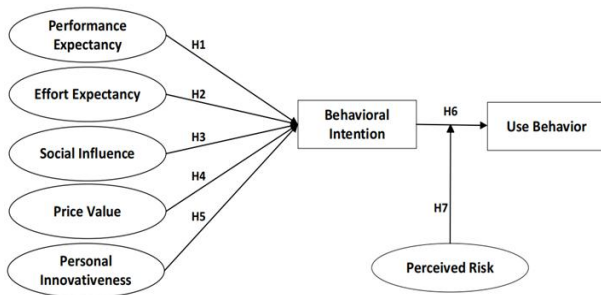 Performance
Expectancy
H1
Effort Expectancy
H2
Social Influence
H3
Price Value
H4
Personal
Innovativeness
H5
Behavioral
Intention
H6
Use Behavior
H7
Perceived Risk